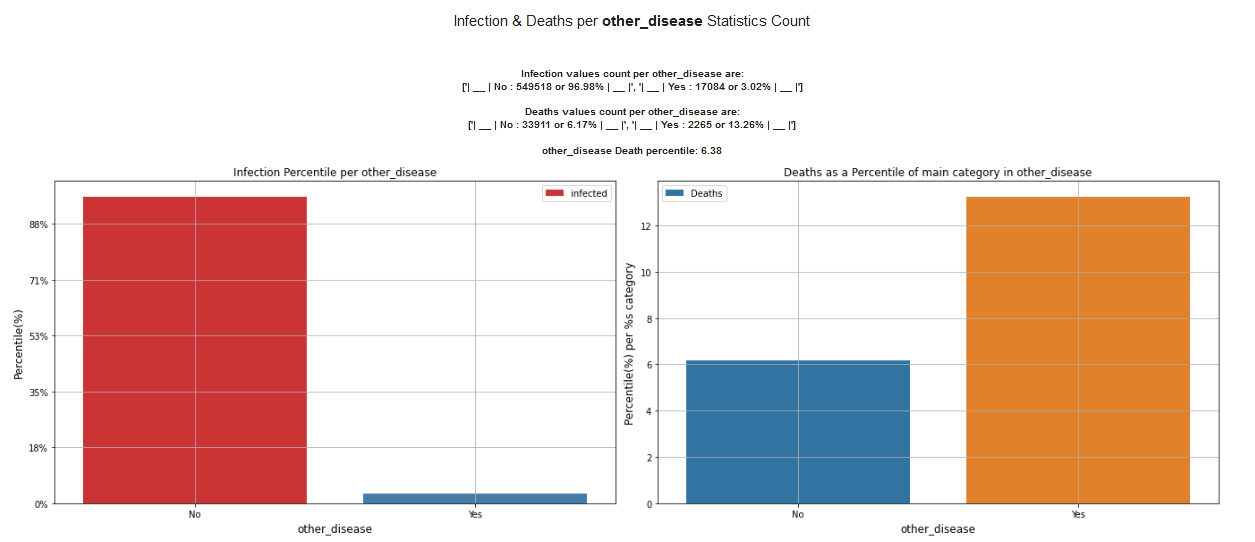 Infection & Deaths per other_disease Statistics Count
Infection values count per other_disease are:
['| __ | No : 549518 or 96.98% | __ |', '| __ | Yes : 17084 or 3.02% | __ |']
Deaths values count per other_disease are:
['| __ | No : 33911 or 6.17% | __ |', '| __ | Yes : 2265 or 13.26% | __ |']
other_disease Death percentile: 6.38
Infection Percentile per other_disease
infected
Percentile(%)
88%
71%
53%
35%
18%
0%
No
Yes
other_disease
Deaths as a Percentile of main category in other_disease
Deaths
Percentile(%) per %s category
12
10
8
6
4
2
0
No
Yes
other_disease